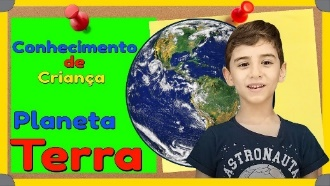 Conhecimento
de
Criança
Planeta
Terra
ASTRONAUTA